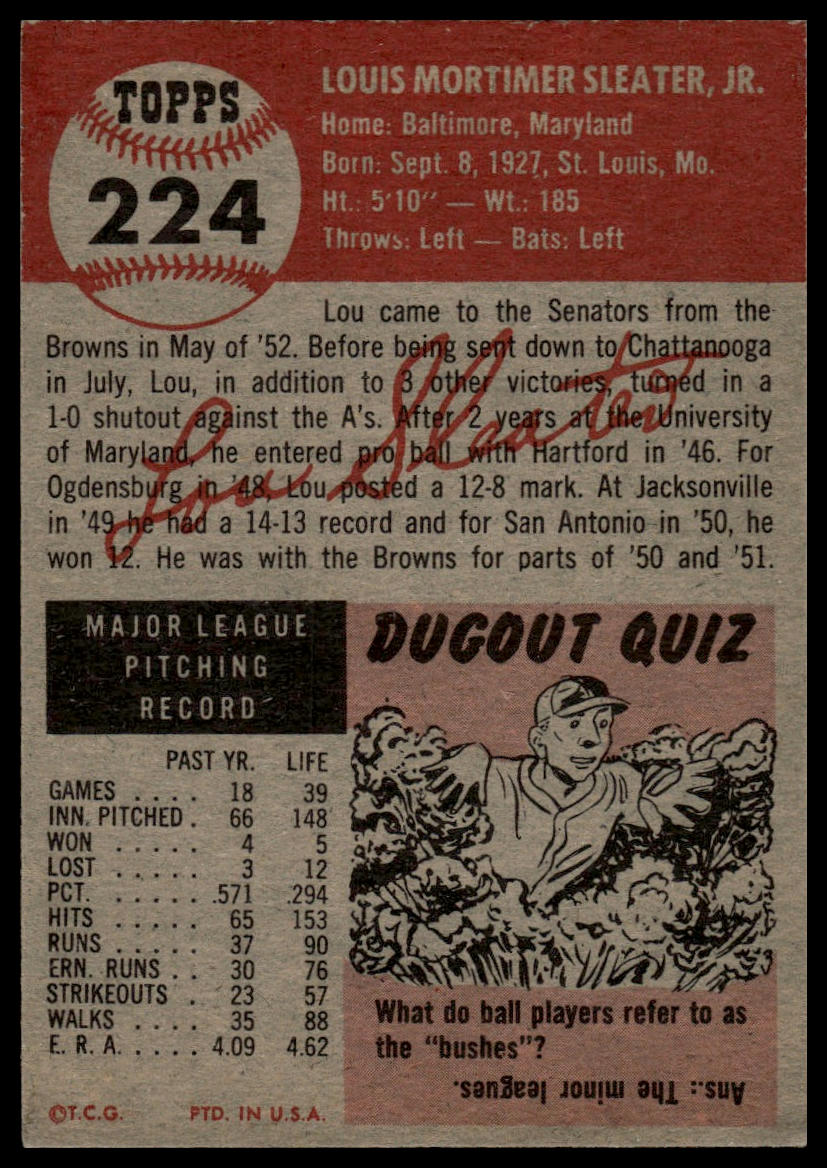 TOPPS
224
LOUIS MORTIMER SLEATER, JR.
Home: Baltimore, Maryland
Born: Sept. 8, 1927, St. Louis, Mo.
Ht.: 5'10" — Wt.: 185
Throws: Left — Bats: Left
Lou came to the Senators from the
Browns in May of '52. Before being sent down to Chattanooga
in July, Lou, in addition to 3 other victories, turned in a
1-0 shutout against the A's. After 2 years at the University
of Maryland, he entered pro ball with Hartford in '46. For
Ogdensburg in '48, Lou posted a 12-8 mark. At Jacksonville
in '49 he had a 14-13 record and for San Antonio in '50, he
won 12. He was with the Browns for parts of '50 and '51.
Lou Sleater
MAJOR LEAGUE
PITCHING
RECORD
PAST YR. LIFE
GAMES . . . . 18 39
INN. PITCHED . 66 148
WON . . . . . 4 5
LOST . . . . . 3 12
PCT. . . . . . .571 .294
HITS . . . . . 65 153
RUNS . . . . . 37 90
ERN. RUNS . . 30 76
STRIKEOUTS . 23 57
WALKS . . . . 35 88
E. R. A. . . . . . 4.09 4.62
©T.C.G. PTD. IN U.S.A.
DUGOUT QUIZ
What do ball players refer to as
the "bushes"?
Ans.: The minor leagues.